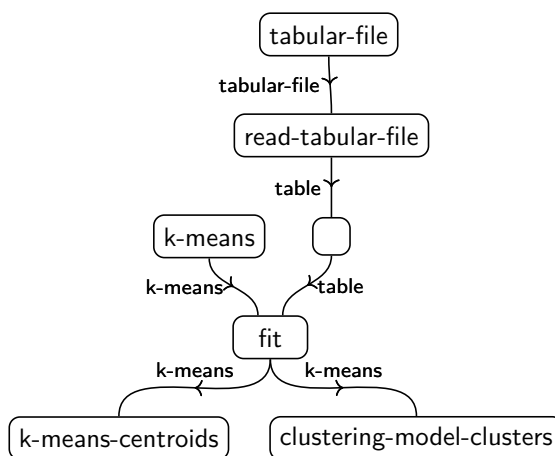 tabular-file
tabular-file
read-tabular-file
table
k-means
k-means
table
fit
k-means k-means
k-means-centroids
clustering-model-clusters